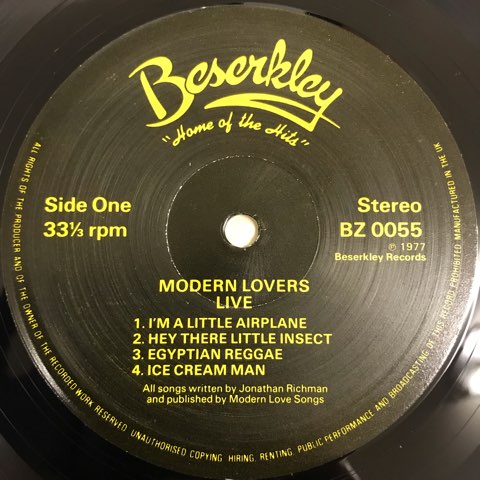 Beserkley
"Home of the Hits"
Side One
33⅓ rpm
Stereo
BZ 0055
℗ 1977
Beserkley Records
MODERN LOVERS
LIVE
1. I'M A LITTLE AIRPLANE
2. HEY THERE LITTLE INSECT
3. EGYPTIAN REGGAE
4. ICE CREAM MAN
All songs written by Jonathan Richman
and published by Modern Love Songs
ALL RIGHTS OF THE PRODUCER AND OF THE OWNER OF THE RECORDED WORK RESERVED. UNAUTHORISED COPYING, HIRING, RENTING, PUBLIC PERFORMANCE AND BROADCASTING OF THIS RECORD PROHIBITED. MANUFACTURED IN THE UK